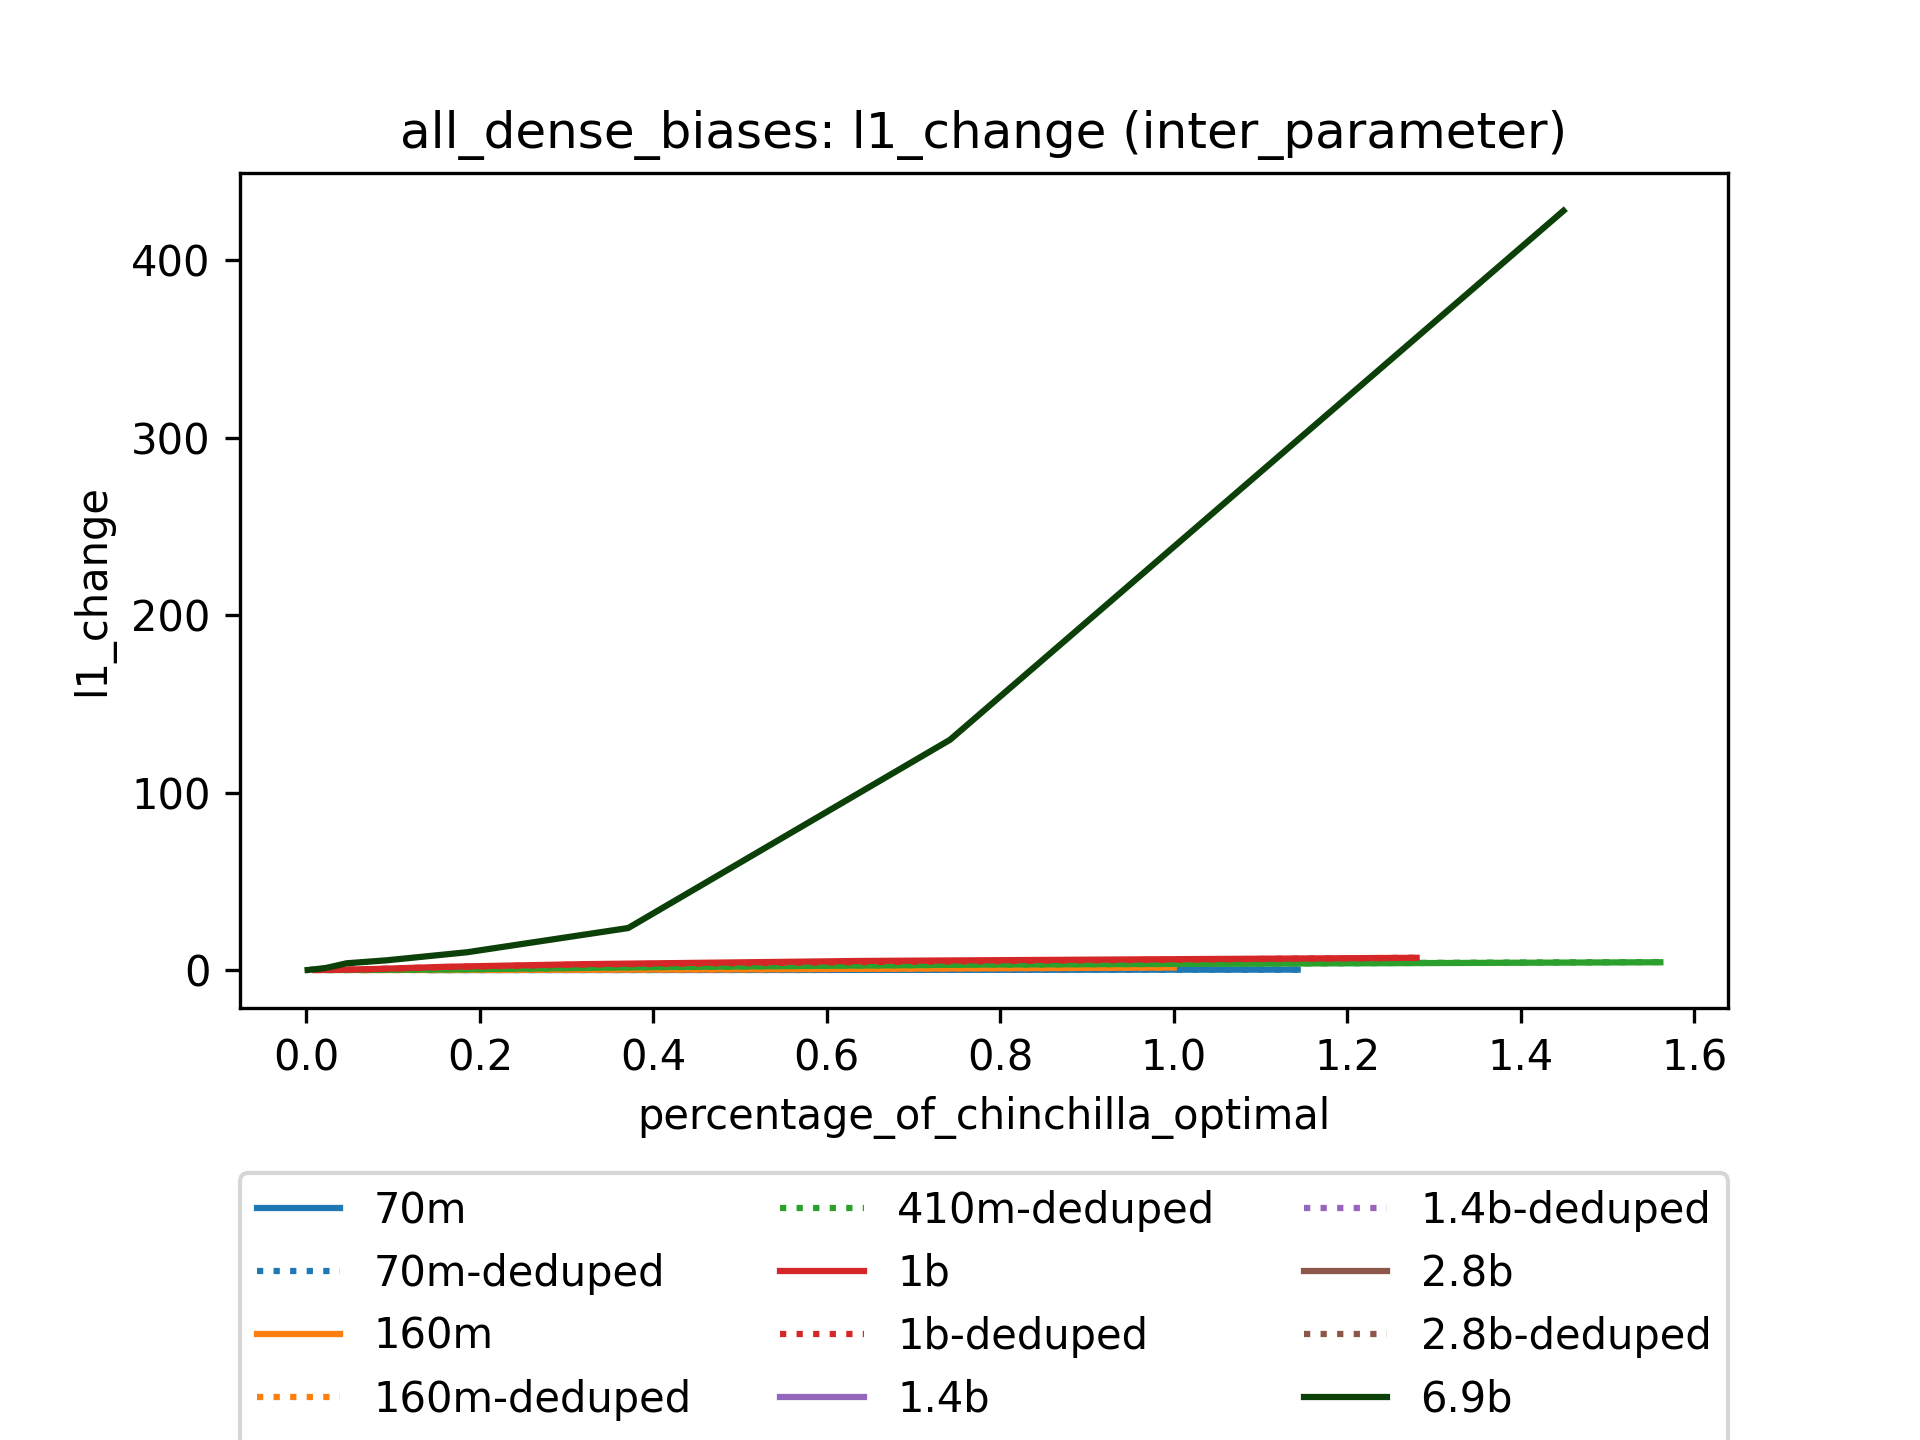 all_dense_biases: l1_change (inter_parameter)
400
300
200
100
0
l1_change
0.0 0.2 0.4 0.6 0.8 1.0 1.2 1.4 1.6
percentage_of_chinchilla_optimal
70m 410m-deduped 1.4b-deduped
70m-deduped 1b 2.8b
160m 1b-deduped 2.8b-deduped
160m-deduped 1.4b 6.9b